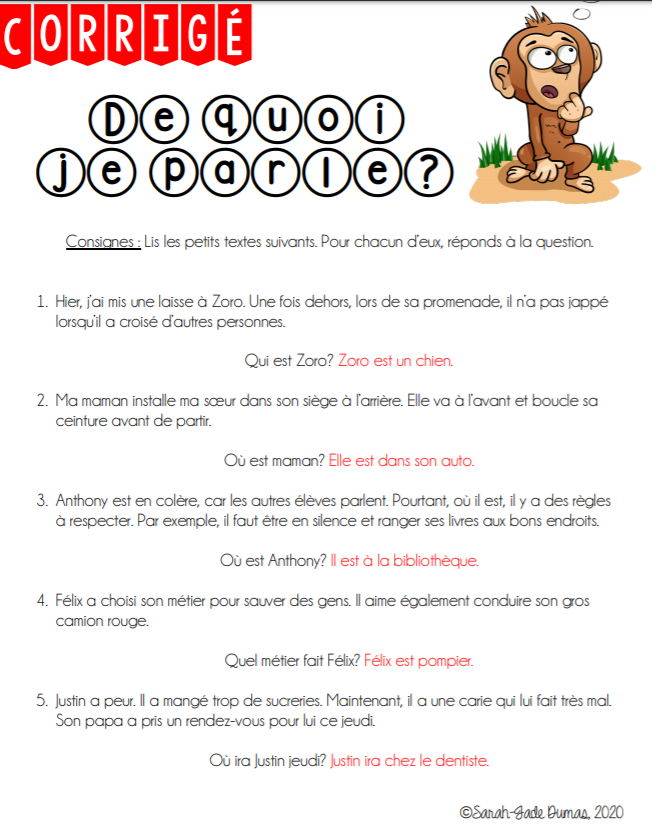 CORRIGÉ
De quoi
je parle?
Consignes : Lis les petits textes suivants. Pour chacun d'eux, réponds à la question.
1. Hier, j'ai mis une laisse à Zoro. Une fois dehors, lors de sa promenade, il n'a pas jappé
lorsqu'il a croisé d'autres personnes.
Qui est Zoro? Zoro est un chien.
2. Ma maman installe ma sœur dans son siège à l'arrière. Elle va à l'avant et boucle sa
ceinture avant de partir.
Où est maman? Elle est dans son auto.
3. Anthony est en colère, car les autres élèves parlent. Pourtant, où il est, il y a des règles
à respecter. Par exemple, il faut être en silence et ranger ses livres aux bons endroits.
Où est Anthony? Il est à la bibliothèque.
4. Félix a choisi son métier pour sauver des gens. Il aime également conduire son gros
camion rouge.
Quel métier fait Félix? Félix est pompier.
5. Justin a peur. Il a mangé trop de sucreries. Maintenant, il a une carie qui lui fait très mal.
Son papa a pris un rendez-vous pour lui ce jeudi.
Où ira Justin jeudi? Justin ira chez le dentiste.
©Sarah-Jade Dumas, 2020